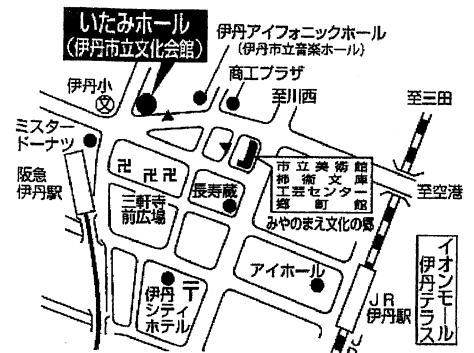 いたみホール
（伊丹市立文化会館）
伊丹アイフォニックホール
（伊丹市立音楽ホール）
商工プラザ
伊丹小
文
至川西
至三田
ミスター
ドーナツ
阪急
伊丹駅
卍 卍 卍
三軒寺
前広場
長寿蔵
市立美術館
柿衞文庫
工芸センター
郷町館
みやのまえ文化の郷
至空港
アイホール
伊丹
シティ
ホテル
〒
JR
伊丹駅
イオンモール
伊丹テラス